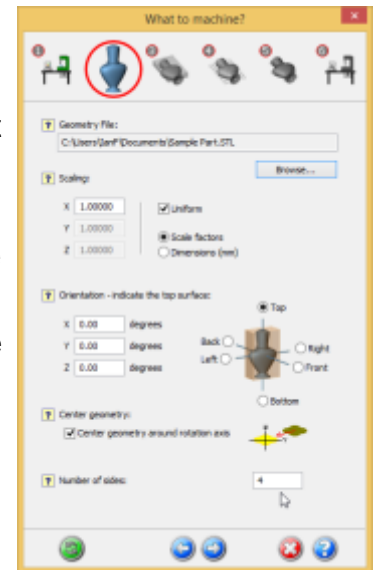 What to machine?
Geometry File:
C:\Users\IanP\Documents\Sample Part.STL
Browse...
Scaling:
X 1.00000
Uniform
Y 1.00000
Scale factors
Z 1.00000
Dimensions (mm)
Orientation - indicate the top surface:
Top
X 0.00 degrees
Y 0.00 degrees
Back
Right
Left
Front
Z 0.00 degrees
Bottom
Center geometry:
Center geometry around rotation axis
Number of sides:
4